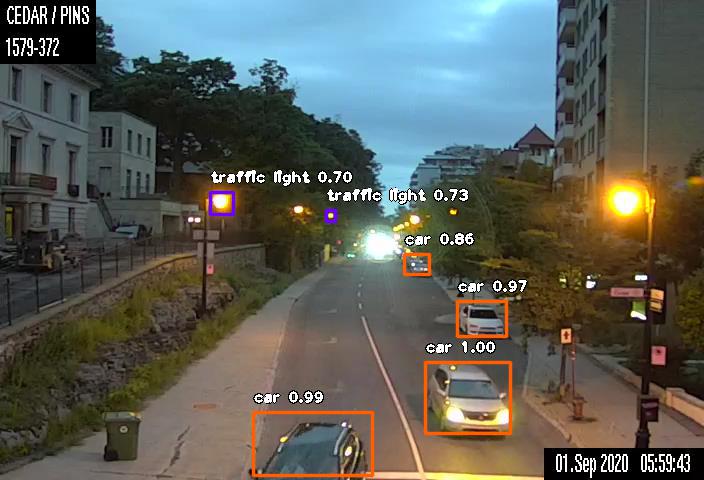 CEDAR / PINS
1579-372
traffic light 0.70
traffic light 0.73
car 0.86
car 0.97
car 1.00
car 0.99
01.Sep 2020 05:59:43